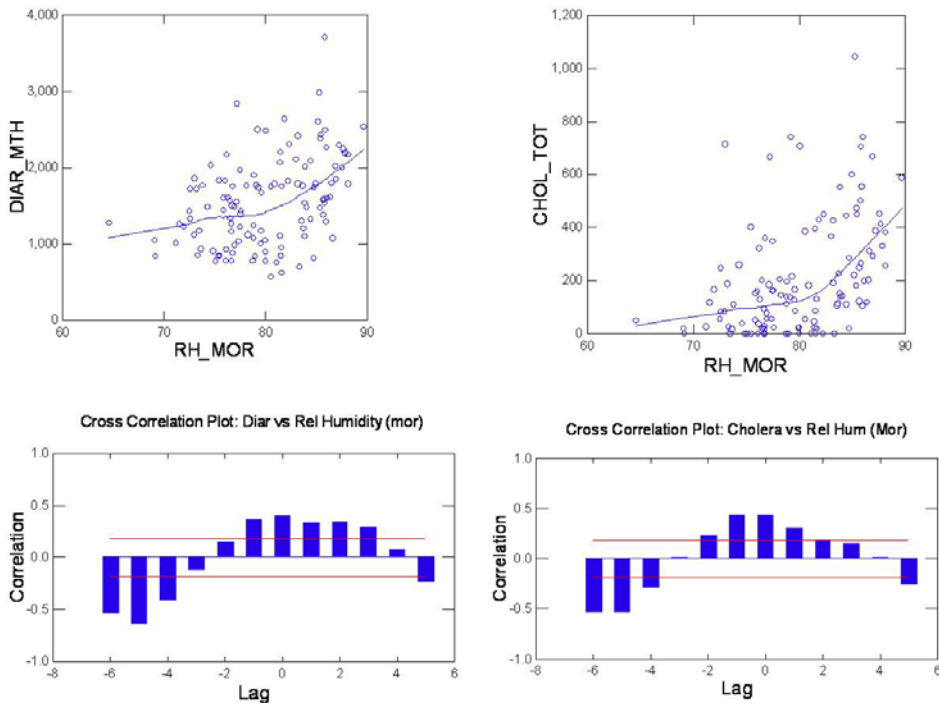 4,000
3,000
2,000
1,000
0
DIAR_MTH
60 70 80 90
RH_MOR
1,200
1,000
800
600
400
200
0
CHOL_TOT
60 70 80 90
RH_MOR
Cross Correlation Plot: Diar vs Rel Humidity (mor)
1.0
0.5
0.0
-0.5
-1.0
Correlation
-8 -6 -4 -2 0 2 4 6
Lag
Cross Correlation Plot: Cholera vs Rel Hum (Mor)
1.0
0.5
0.0
-0.5
-1.0
Correlation
-8 -6 -4 -2 0 2 4 6
Lag